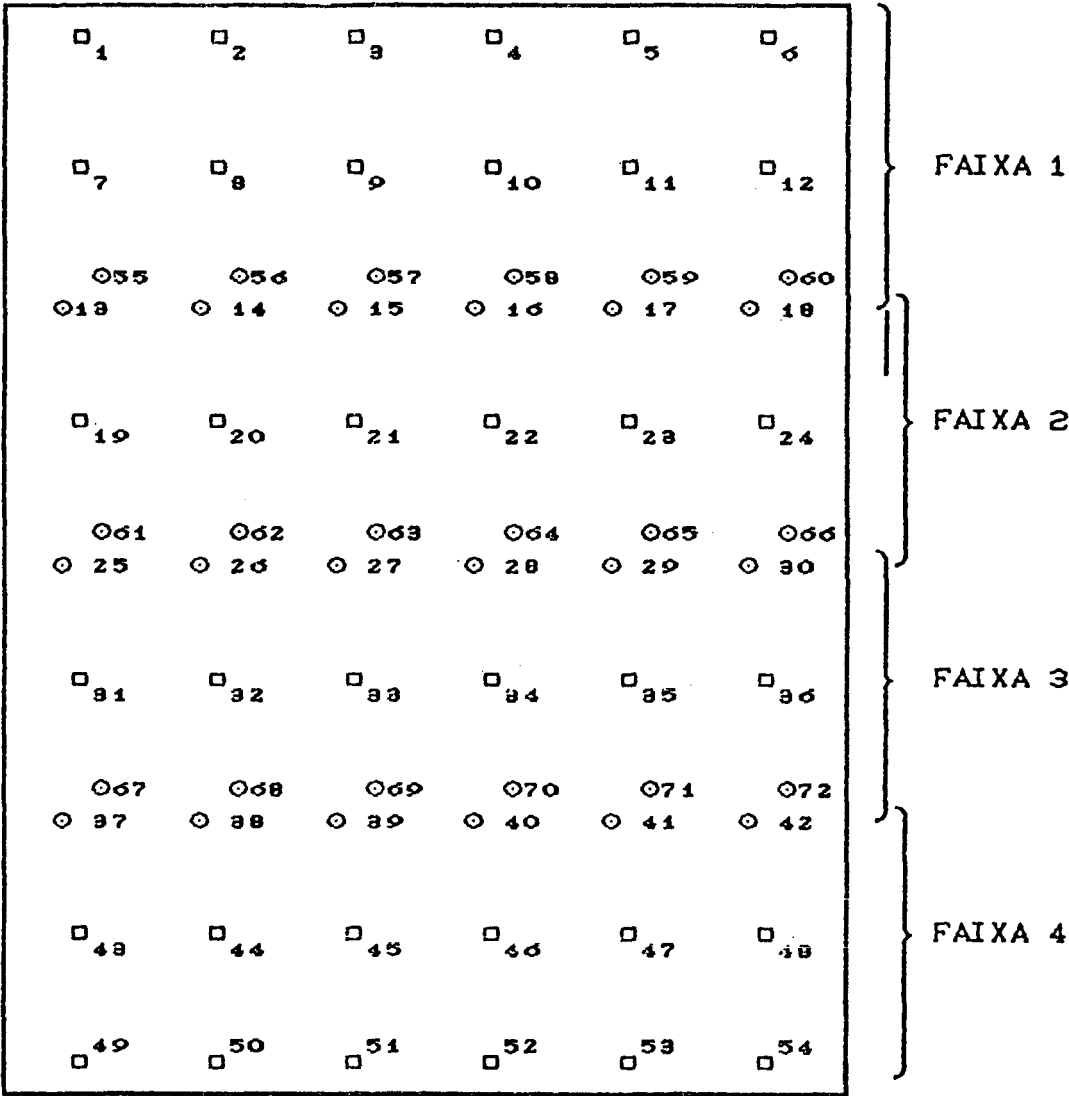 1 2 3 4 5 6
7 8 9 10 11 12
FAIXA 1
55 56 57 58 59 60
13 14 15 16 17 18
19 20 21 22 23 24
FAIXA 2
61 62 63 64 65 66
25 26 27 28 29 30
31 32 33 34 35 36
FAIXA 3
67 68 69 70 71 72
37 38 39 40 41 42
43 44 45 46 47 48
FAIXA 4
49 50 51 52 53 54